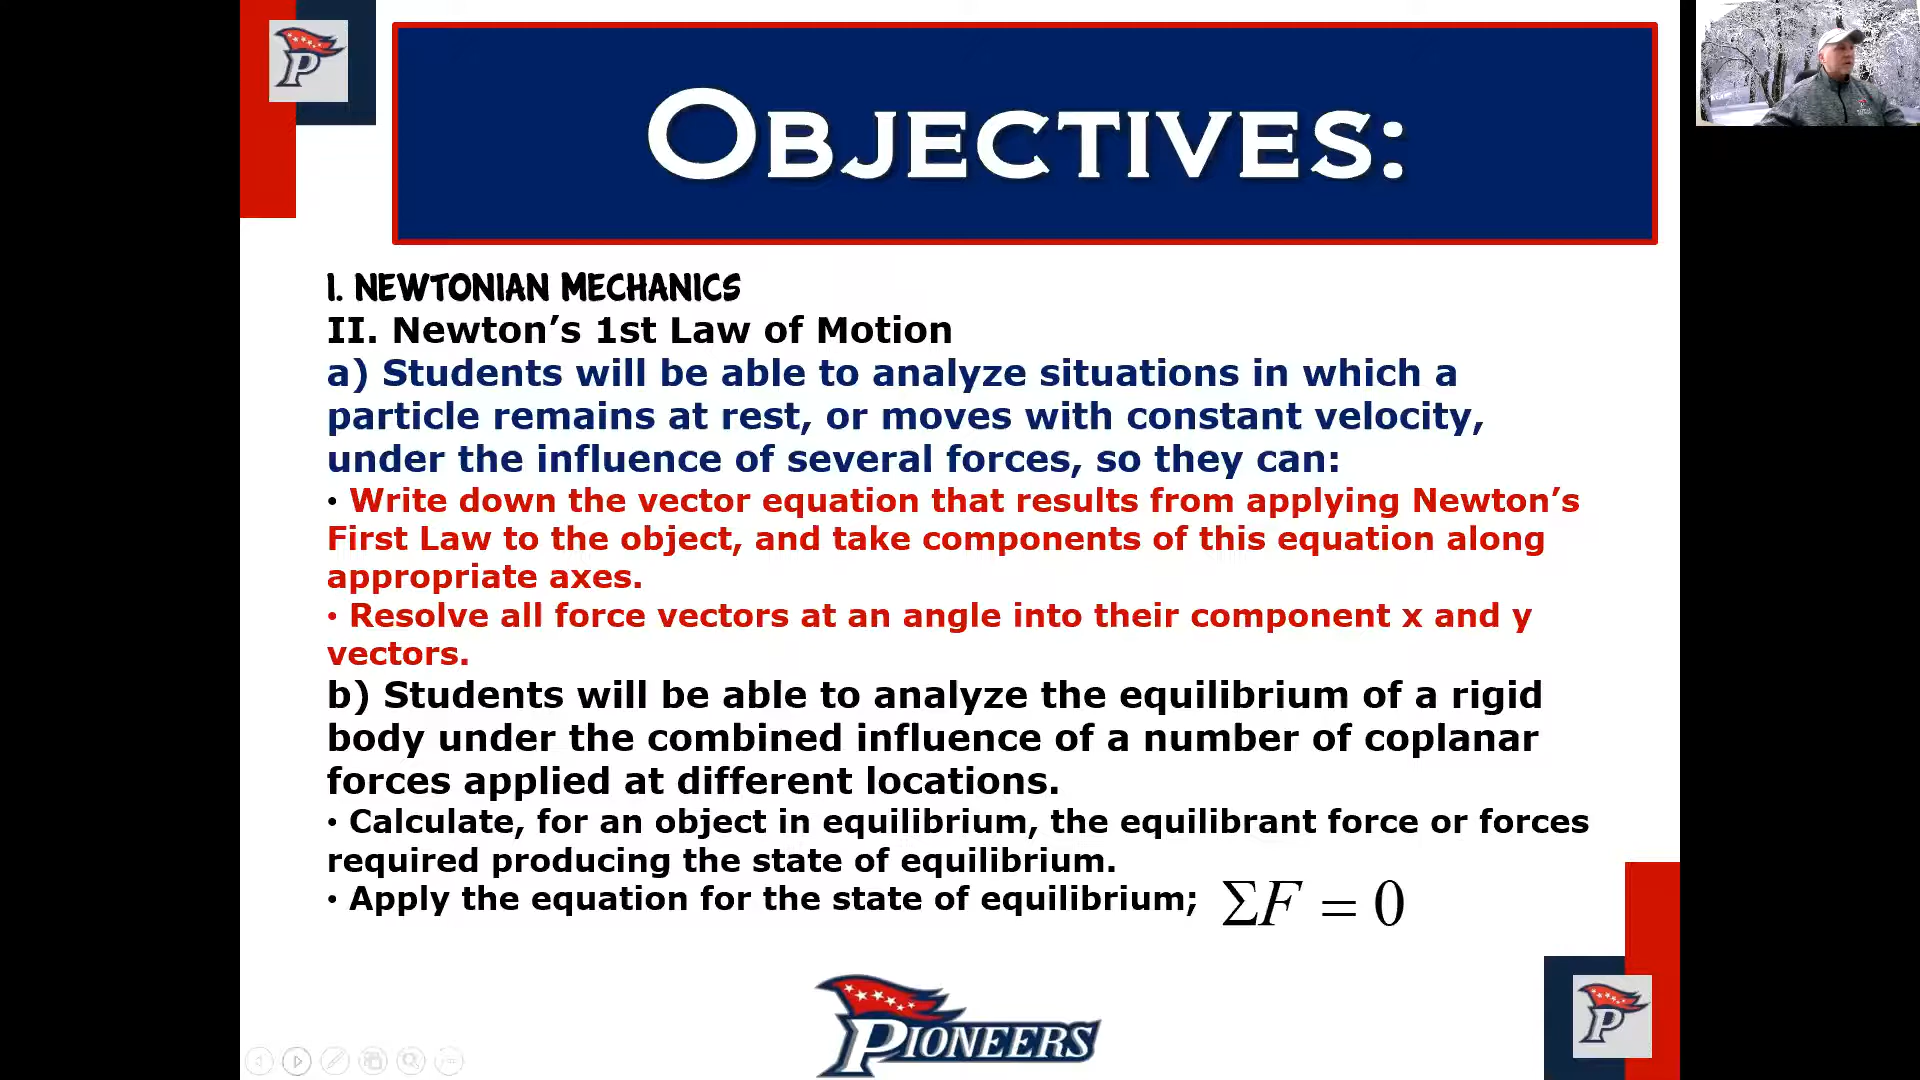 P
OBJECTIVES:
I. NEWTONIAN MECHANICS
II. Newton’s 1st Law of Motion
a) Students will be able to analyze situations in which a
particle remains at rest, or moves with constant velocity,
under the influence of several forces, so they can:
• Write down the vector equation that results from applying Newton’s
First Law to the object, and take components of this equation along
appropriate axes.
• Resolve all force vectors at an angle into their component x and y
vectors.
b) Students will be able to analyze the equilibrium of a rigid
body under the combined influence of a number of coplanar
forces applied at different locations.
• Calculate, for an object in equilibrium, the equilibrant force or forces
required producing the state of equilibrium.
• Apply the equation for the state of equilibrium; ΣF = 0
PIONEERS
P